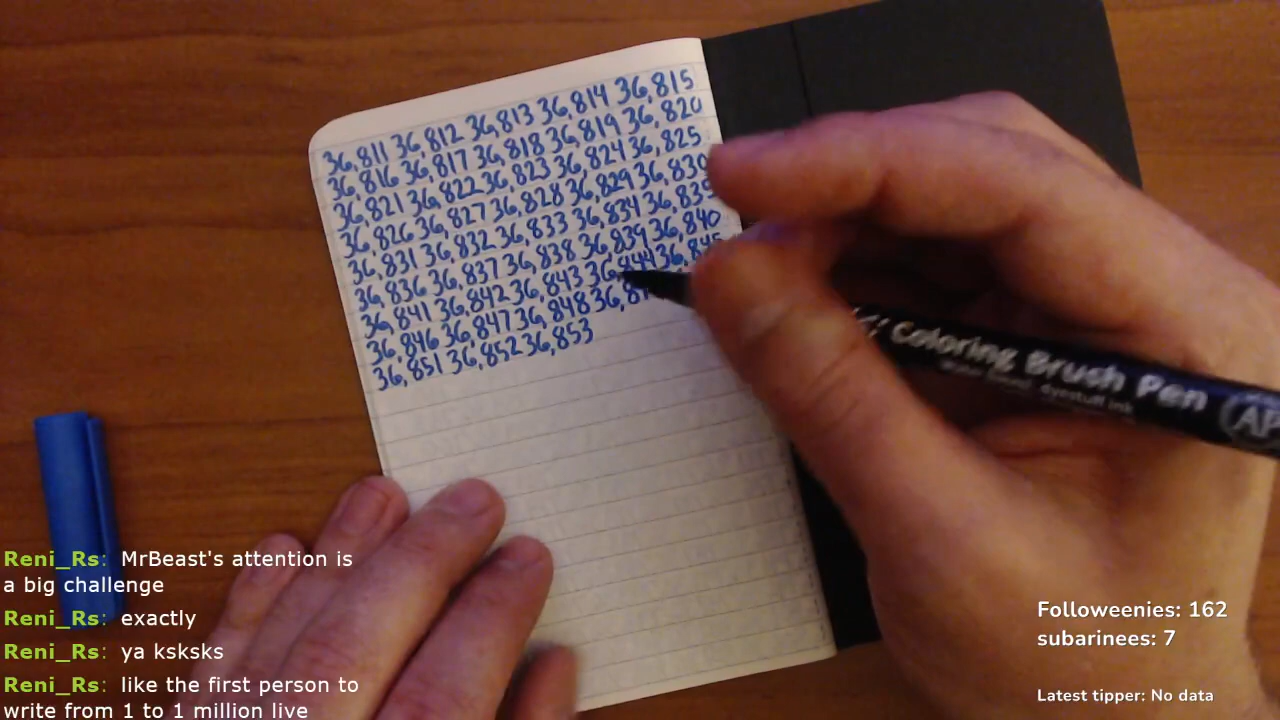 36,811 36,812 36,813 36,814 36,815
36,816 36,817 36,818 36,819 36,820
36,821 36,822 36,823 36,824 36,825
36,826 36,827 36,828 36,829 36,830
36,831 36,832 36,833 36,834 36,835
36,836 36,837 36,838 36,839 36,840
36,841 36,842 36,843 36,844 36,845
36,846 36,847 36,848
36,851 36,852 36,853
Coloring Brush Pen
AP
Reni_Rs: MrBeast's attention is
a big challenge
Reni_Rs: exactly
Reni_Rs: ya ksksks
Reni_Rs: like the first person to
write from 1 to 1 million live
Followeenies: 162
subarinees: 7
Latest tipper: No data